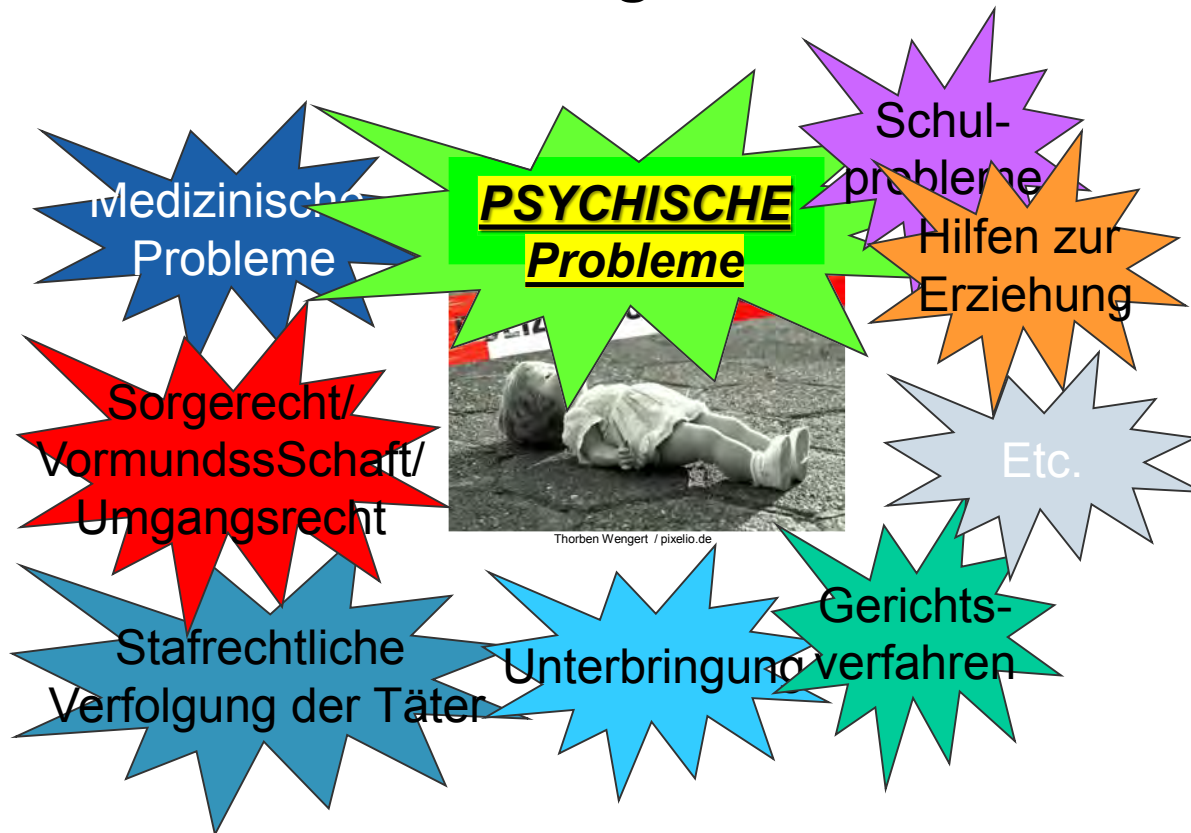 Medizinische
Probleme
PSYCHISCHE
Probleme
Schul-
probleme
Hilfen zur
Erziehung
Sorgerecht/
VormundssSchaft/
Umgangsrecht
Etc.
Thorben Wengert / pixelio.de
Stafrechtliche
Verfolgung der Täter
Unterbringung
Gerichts-
verfahren